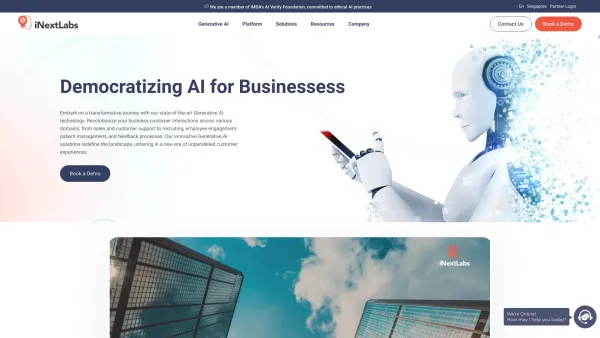 We are a member of IMDA's AI Verify Foundation, committed to ethical AI practices
En Singapore Partner Login
iNextLabs
Generative AI Platform Solutions Resources Company
Contact Us
Book a Demo
Democratizing AI for Businessess
Embark on a transformative journey with our state-of-the-art Generative AI
technology. Revolutionize your business-customer interactions across various
domains, from sales and customer support to recruiting, employee engagement,
patient management, and feedback processes. Our innovative Generative AI
solutions redefine the landscape, ushering in a new era of unparalleled customer
experiences.
Book a Demo
iNextLabs
We're Online!
How may I help you today?